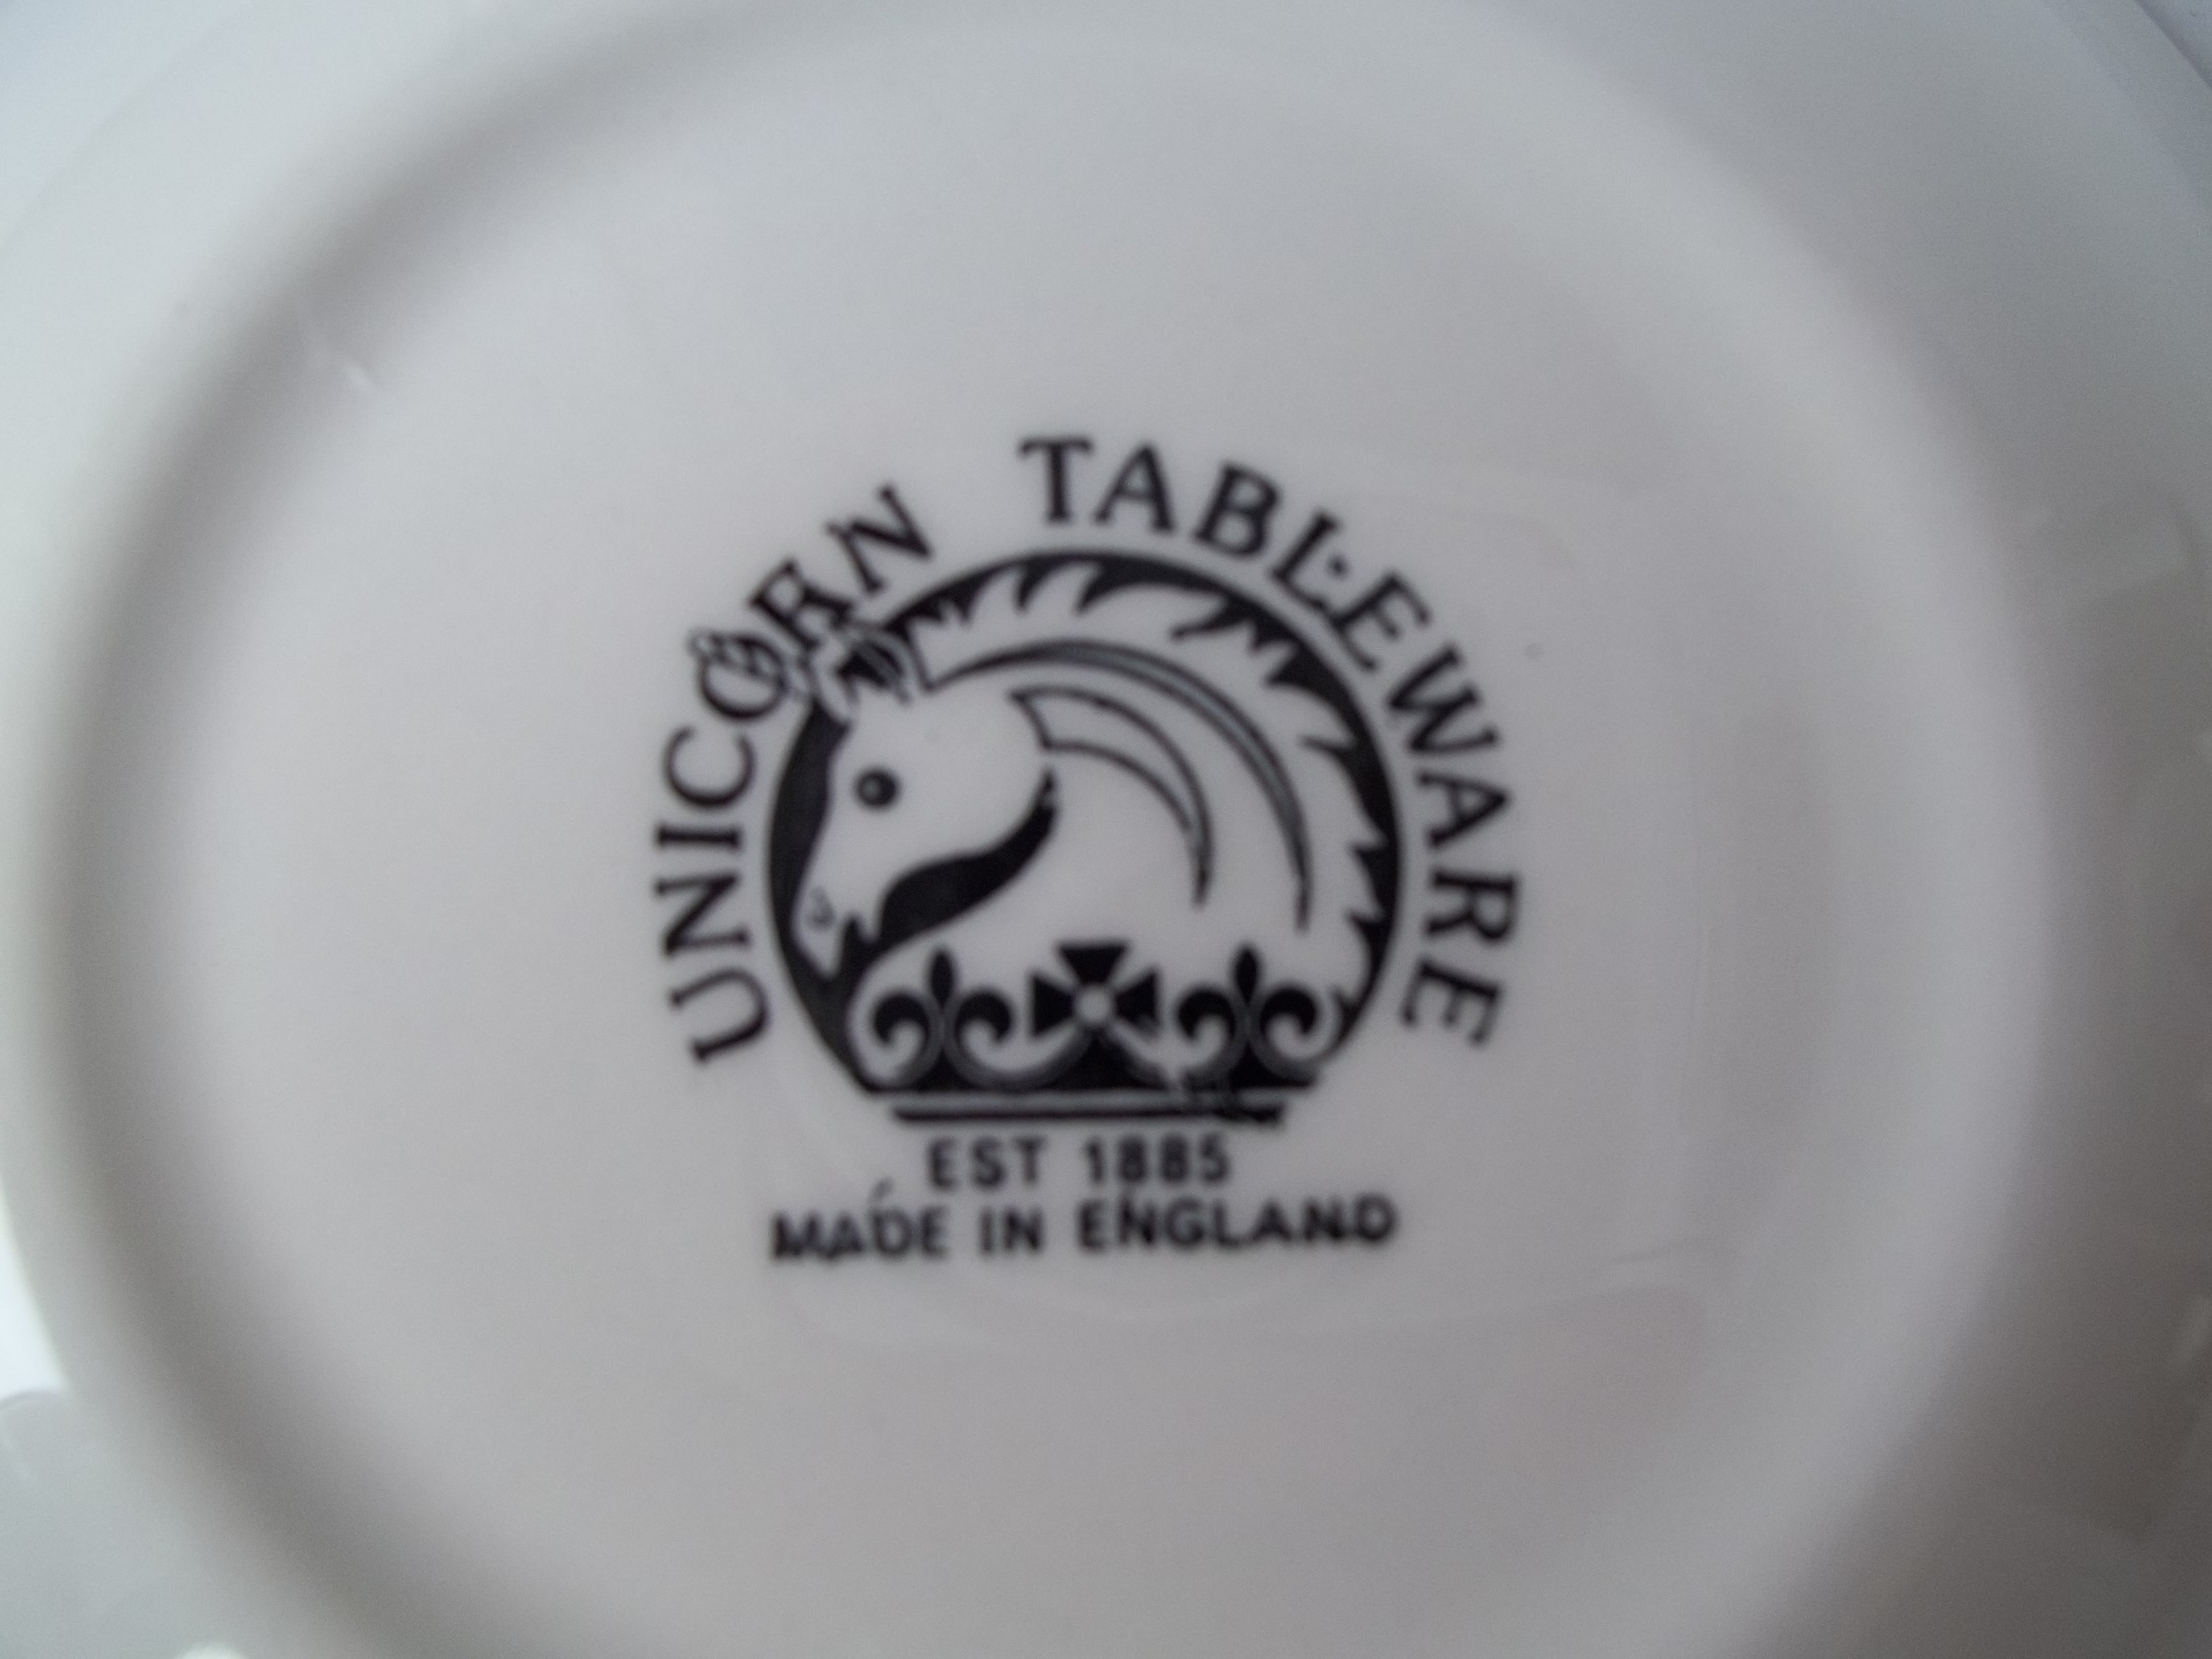 UNICORN TABLEWARE
EST 1885
MADE IN ENGLAND